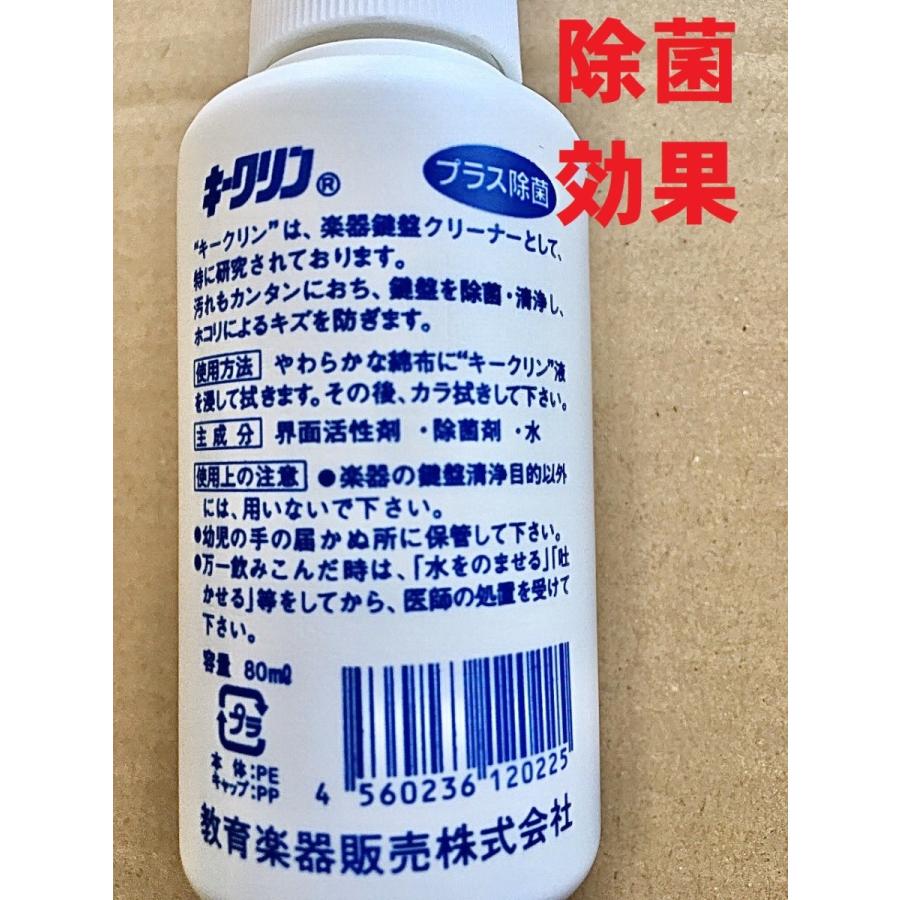 除菌
効果
キークリン®
プラス除菌
“キークリン”は、楽器鍵盤クリーナーとして、
特に研究されております。
汚れもカンタンにおち、鍵盤を除菌・清浄し、
ホコリによるキズを防ぎます。
使用方法 やわらかな綿布に“キークリン”液
を浸して拭きます。その後、カラ拭きして下さい。
主成分 界面活性剤 ・除菌剤 ・水
使用上の注意 ●楽器の鍵盤清浄目的以外
には、用いないで下さい。
●幼児の手の届かぬ所に保管して下さい。
●万一飲みこんだ時は、「水をのませる」「吐
かせる」等をしてから、医師の処置を受けて
下さい。
容量 80mℓ
プラ
本体:PE
キャップ:PP
4 560236 120225
教育楽器販売株式会社